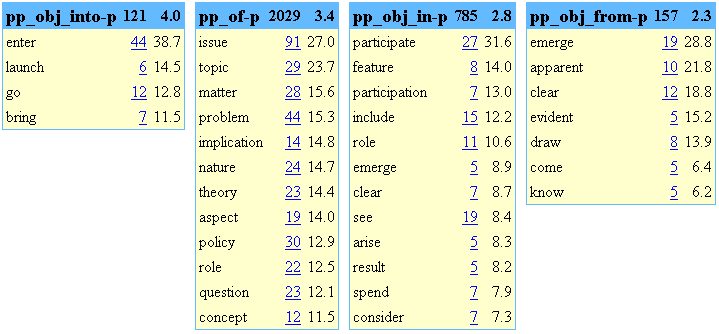 pp_obj_into-p 121 4.0
enter 44 38.7
launch 6 14.5
go 12 12.8
bring 7 11.5
pp_of-p 2029 3.4
issue 91 27.0
topic 29 23.7
matter 28 15.6
problem 44 15.3
implication 14 14.8
nature 24 14.7
theory 23 14.4
aspect 19 14.0
policy 30 12.9
role 22 12.5
question 23 12.1
concept 12 11.5
pp_obj_in-p 785 2.8
participate 27 31.6
feature 8 14.0
participation 7 13.0
include 15 12.2
role 11 10.6
emerge 5 8.9
clear 7 8.7
see 19 8.4
arise 5 8.3
result 5 8.2
spend 7 7.9
consider 7 7.3
pp_obj_from-p 157 2.3
emerge 19 28.8
apparent 10 21.8
clear 12 18.8
evident 5 15.2
draw 8 13.9
come 5 6.4
know 5 6.2